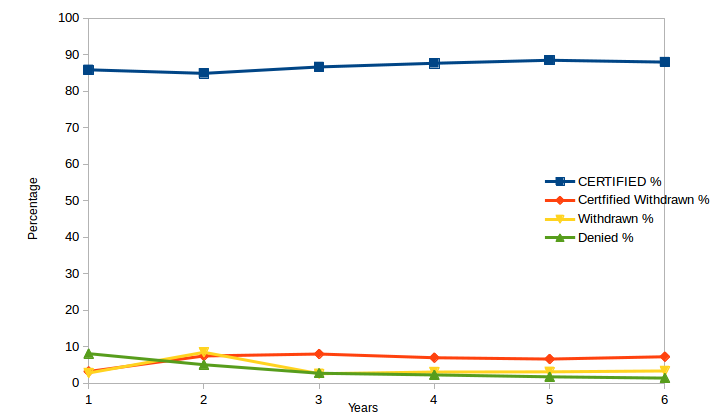 100
90
80
70
60
50
40
30
20
10
0
Percentage
CERTIFIED %
Certfified Withdrawn %
Withdrawn %
Denied %
1 2 3 4 5 6
Years